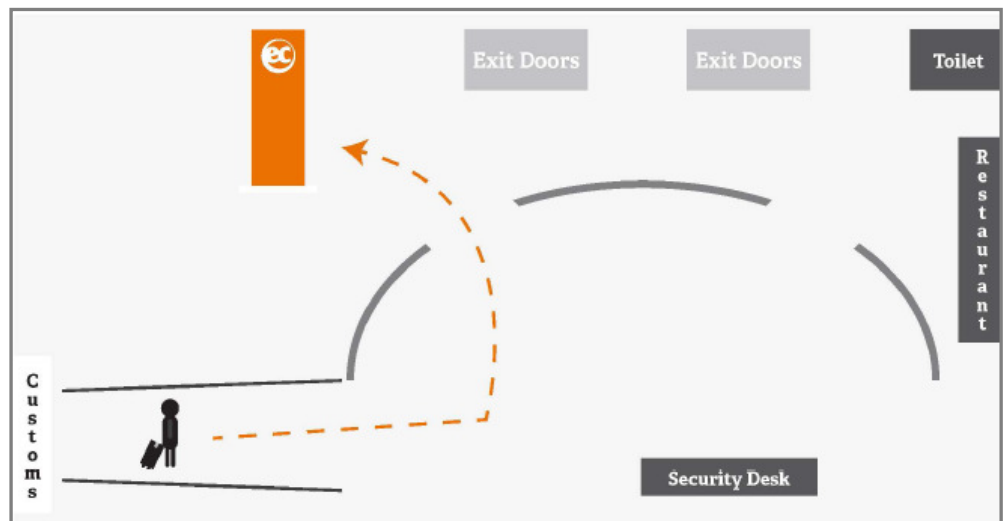 ec
Exit Doors
Exit Doors
Toilet
Restaurant
Customs
Security Desk